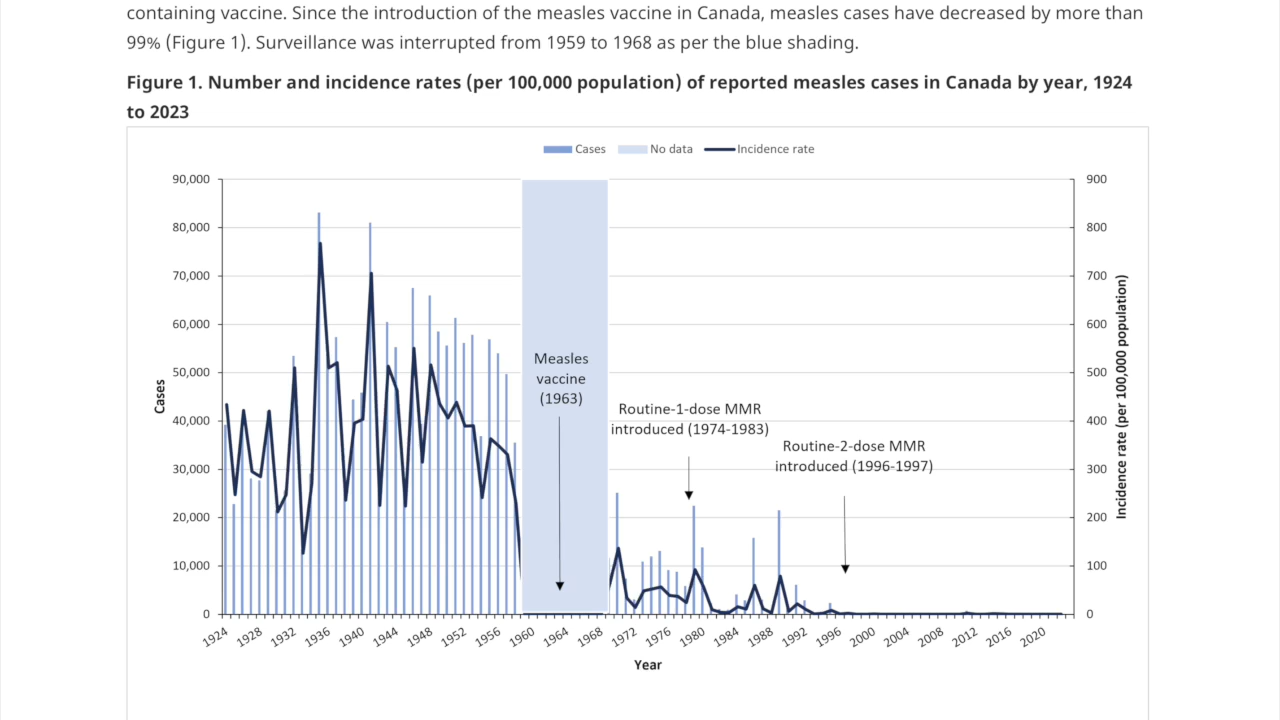 containing vaccine. Since the introduction of the measles vaccine in Canada, measles cases have decreased by more than
99% (Figure 1). Surveillance was interrupted from 1959 to 1968 as per the blue shading.
Figure 1. Number and incidence rates (per 100,000 population) of reported measles cases in Canada by year, 1924
to 2023
Cases No data Incidence rate
90,000 900
80,000 800
70,000 700
60,000 600
50,000 500
40,000 400
30,000 300
20,000 200
10,000 100
0 0
Cases
Incidence rate (per 100,000 population)
Measles
vaccine
(1963)
Routine-1-dose MMR
introduced (1974-1983)
Routine-2-dose MMR
introduced (1996-1997)
1924 1928 1932 1936 1940 1944 1948 1952 1956 1960 1964 1968 1972 1976 1980 1984 1988 1992 1996 2000 2004 2008 2012 2016 2020
Year